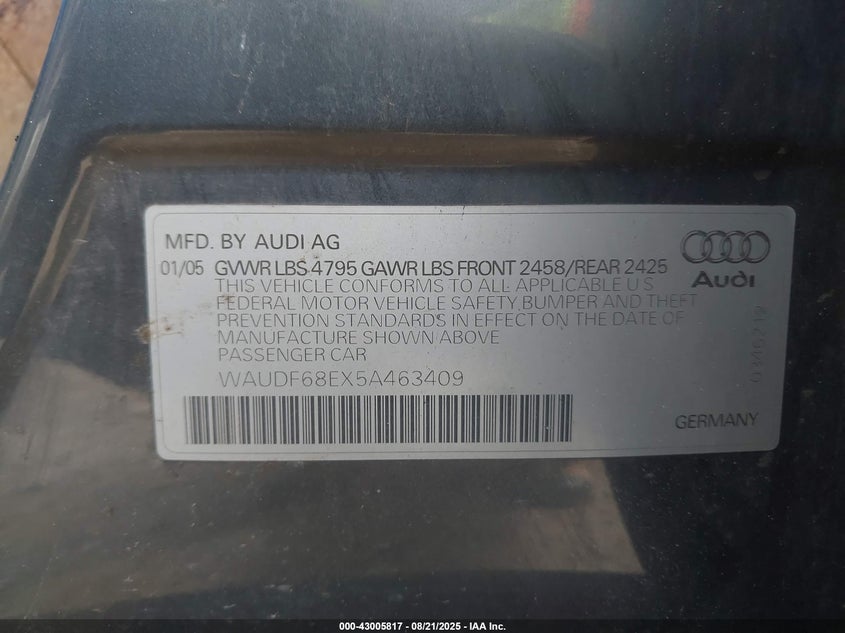 MFD. BY AUDI AG
01/05 GVWR LBS 4795 GAWR LBS FRONT 2458/REAR 2425
THIS VEHICLE CONFORMS TO ALL APPLICABLE U S
FEDERAL MOTOR VEHICLE SAFETY,BUMPER AND THEFT
PREVENTION STANDARDS IN EFFECT ON THE DATE OF
MANUFACTURE SHOWN ABOVE
PASSENGER CAR
WAUDF68EX5A463409
Audi
GERMANY
000-43005817 - 08/21/2025 - IAA Inc.